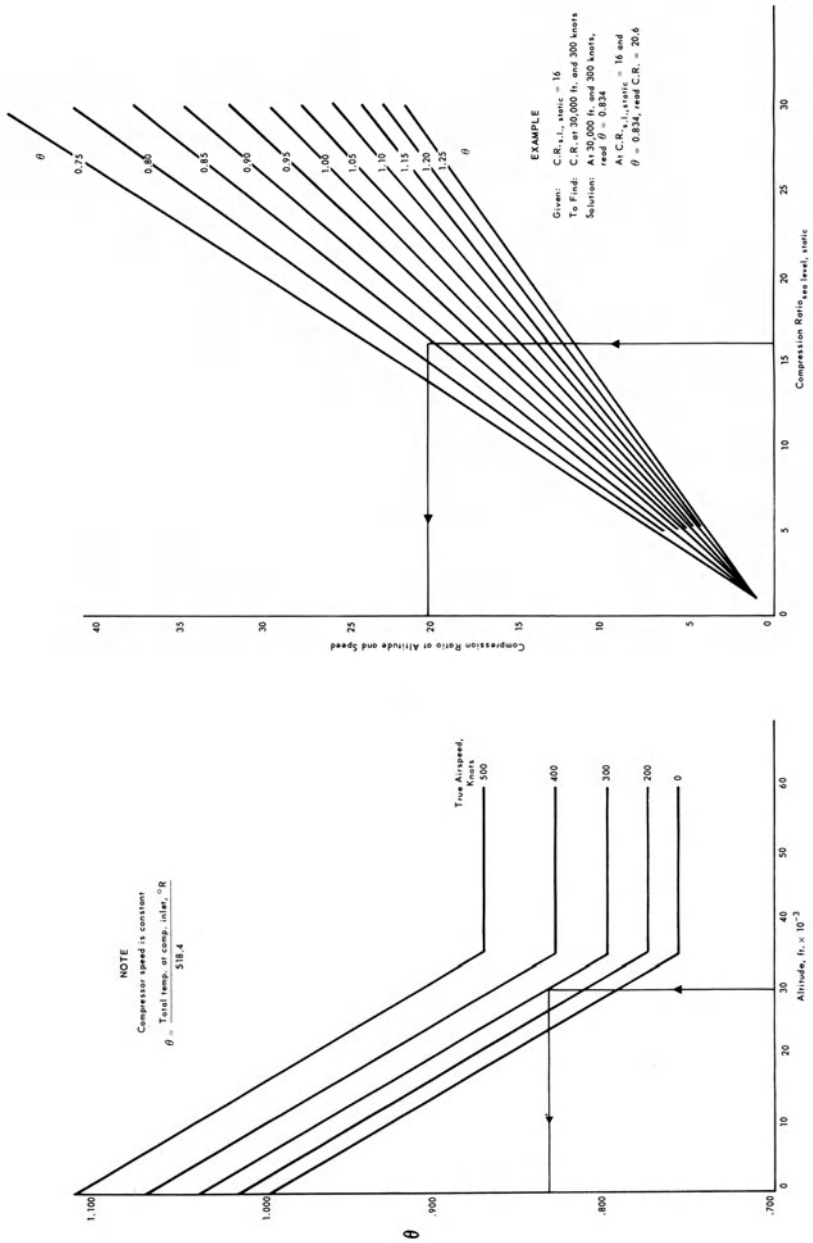 NOTE
Compressor speed is constant
θ = Total temp. at comp. inlet, °R
518.4
True Airspeed,
Knots
500
400
300
200
0
1.100
1.000
.900
.800
.700
θ
0
10
20
30
40
50
60
Altitude, ft. × 10⁻³
θ
0.75
0.80
0.85
0.90
0.95
1.00
1.05
1.10
1.15
1.20
1.25
θ
40
35
30
25
20
15
10
5
0
Compression Ratio at Altitude and Speed
0
5
10
15
20
25
30
Compression Ratio sea level, static
EXAMPLE
Given: C.R.s.l., static = 16
To Find: C.R. at 30,000 ft. and 300 knots
Solution: At 30,000 ft. and 300 knots,
read θ = 0.834
At C.R.s.l., static = 16 and
θ = 0.834, read C.R. = 20.6